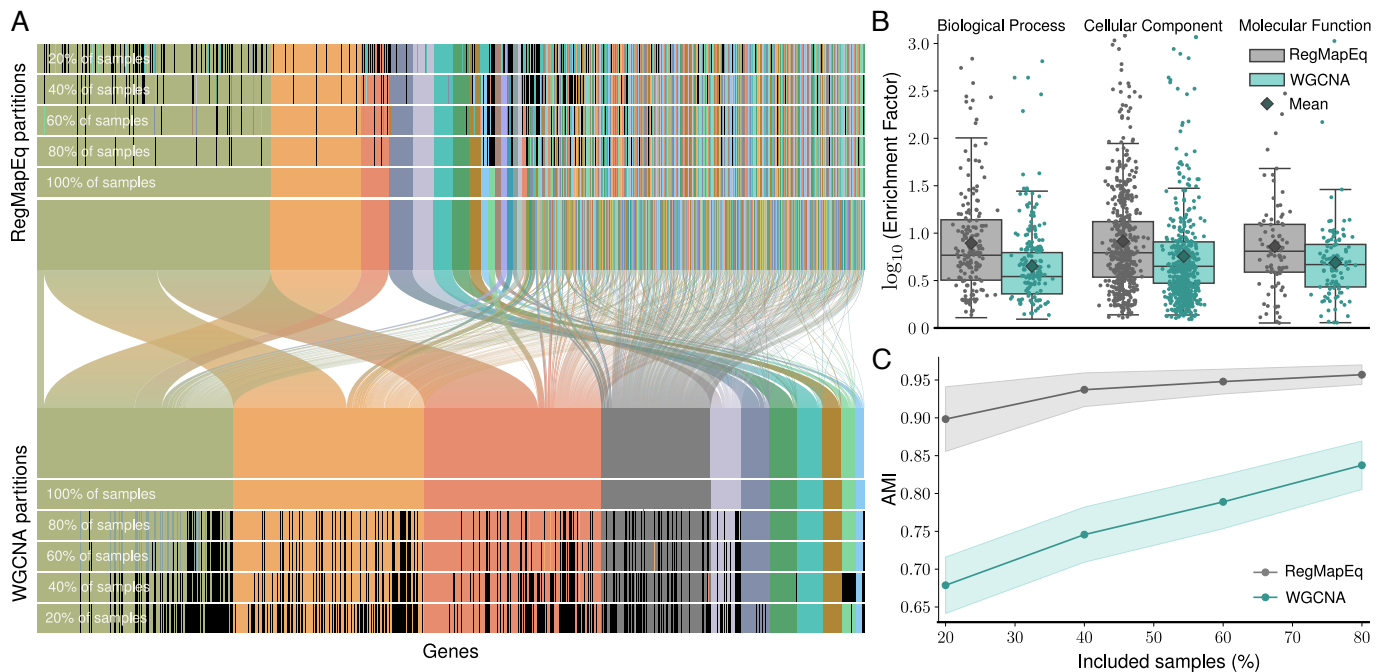 A
RegMapEq partitions
20% of samples
40% of samples
60% of samples
80% of samples
100% of samples
WGCNA partitions
100% of samples
80% of samples
60% of samples
40% of samples
20% of samples
Genes
B
Biological Process
Cellular Component
Molecular Function
log10 (Enrichment Factor)
3.0
2.5
2.0
1.5
1.0
0.5
0.0
RegMapEq
WGCNA
Mean
C
AMI
0.95
0.90
0.85
0.80
0.75
0.70
0.65
RegMapEq
WGCNA
20 30 40 50 60 70 80
Included samples (%)